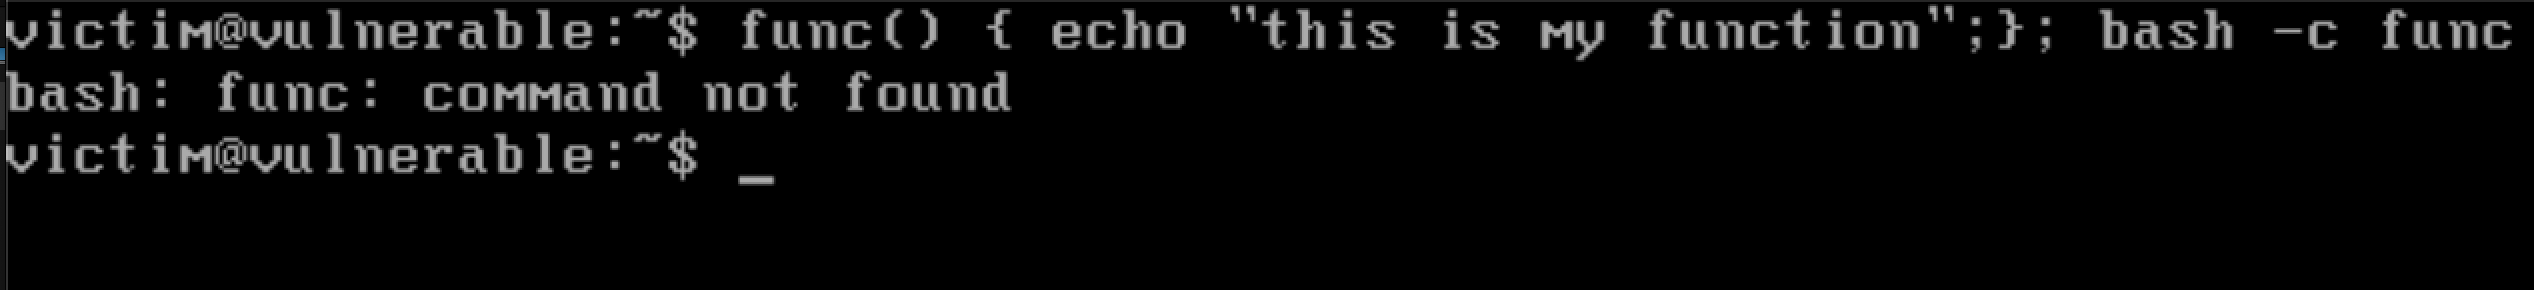 victim@vulnerable:~$ func() { echo "this is my function";}; bash -c func
bash: func: command not found
victim@vulnerable:~$ _